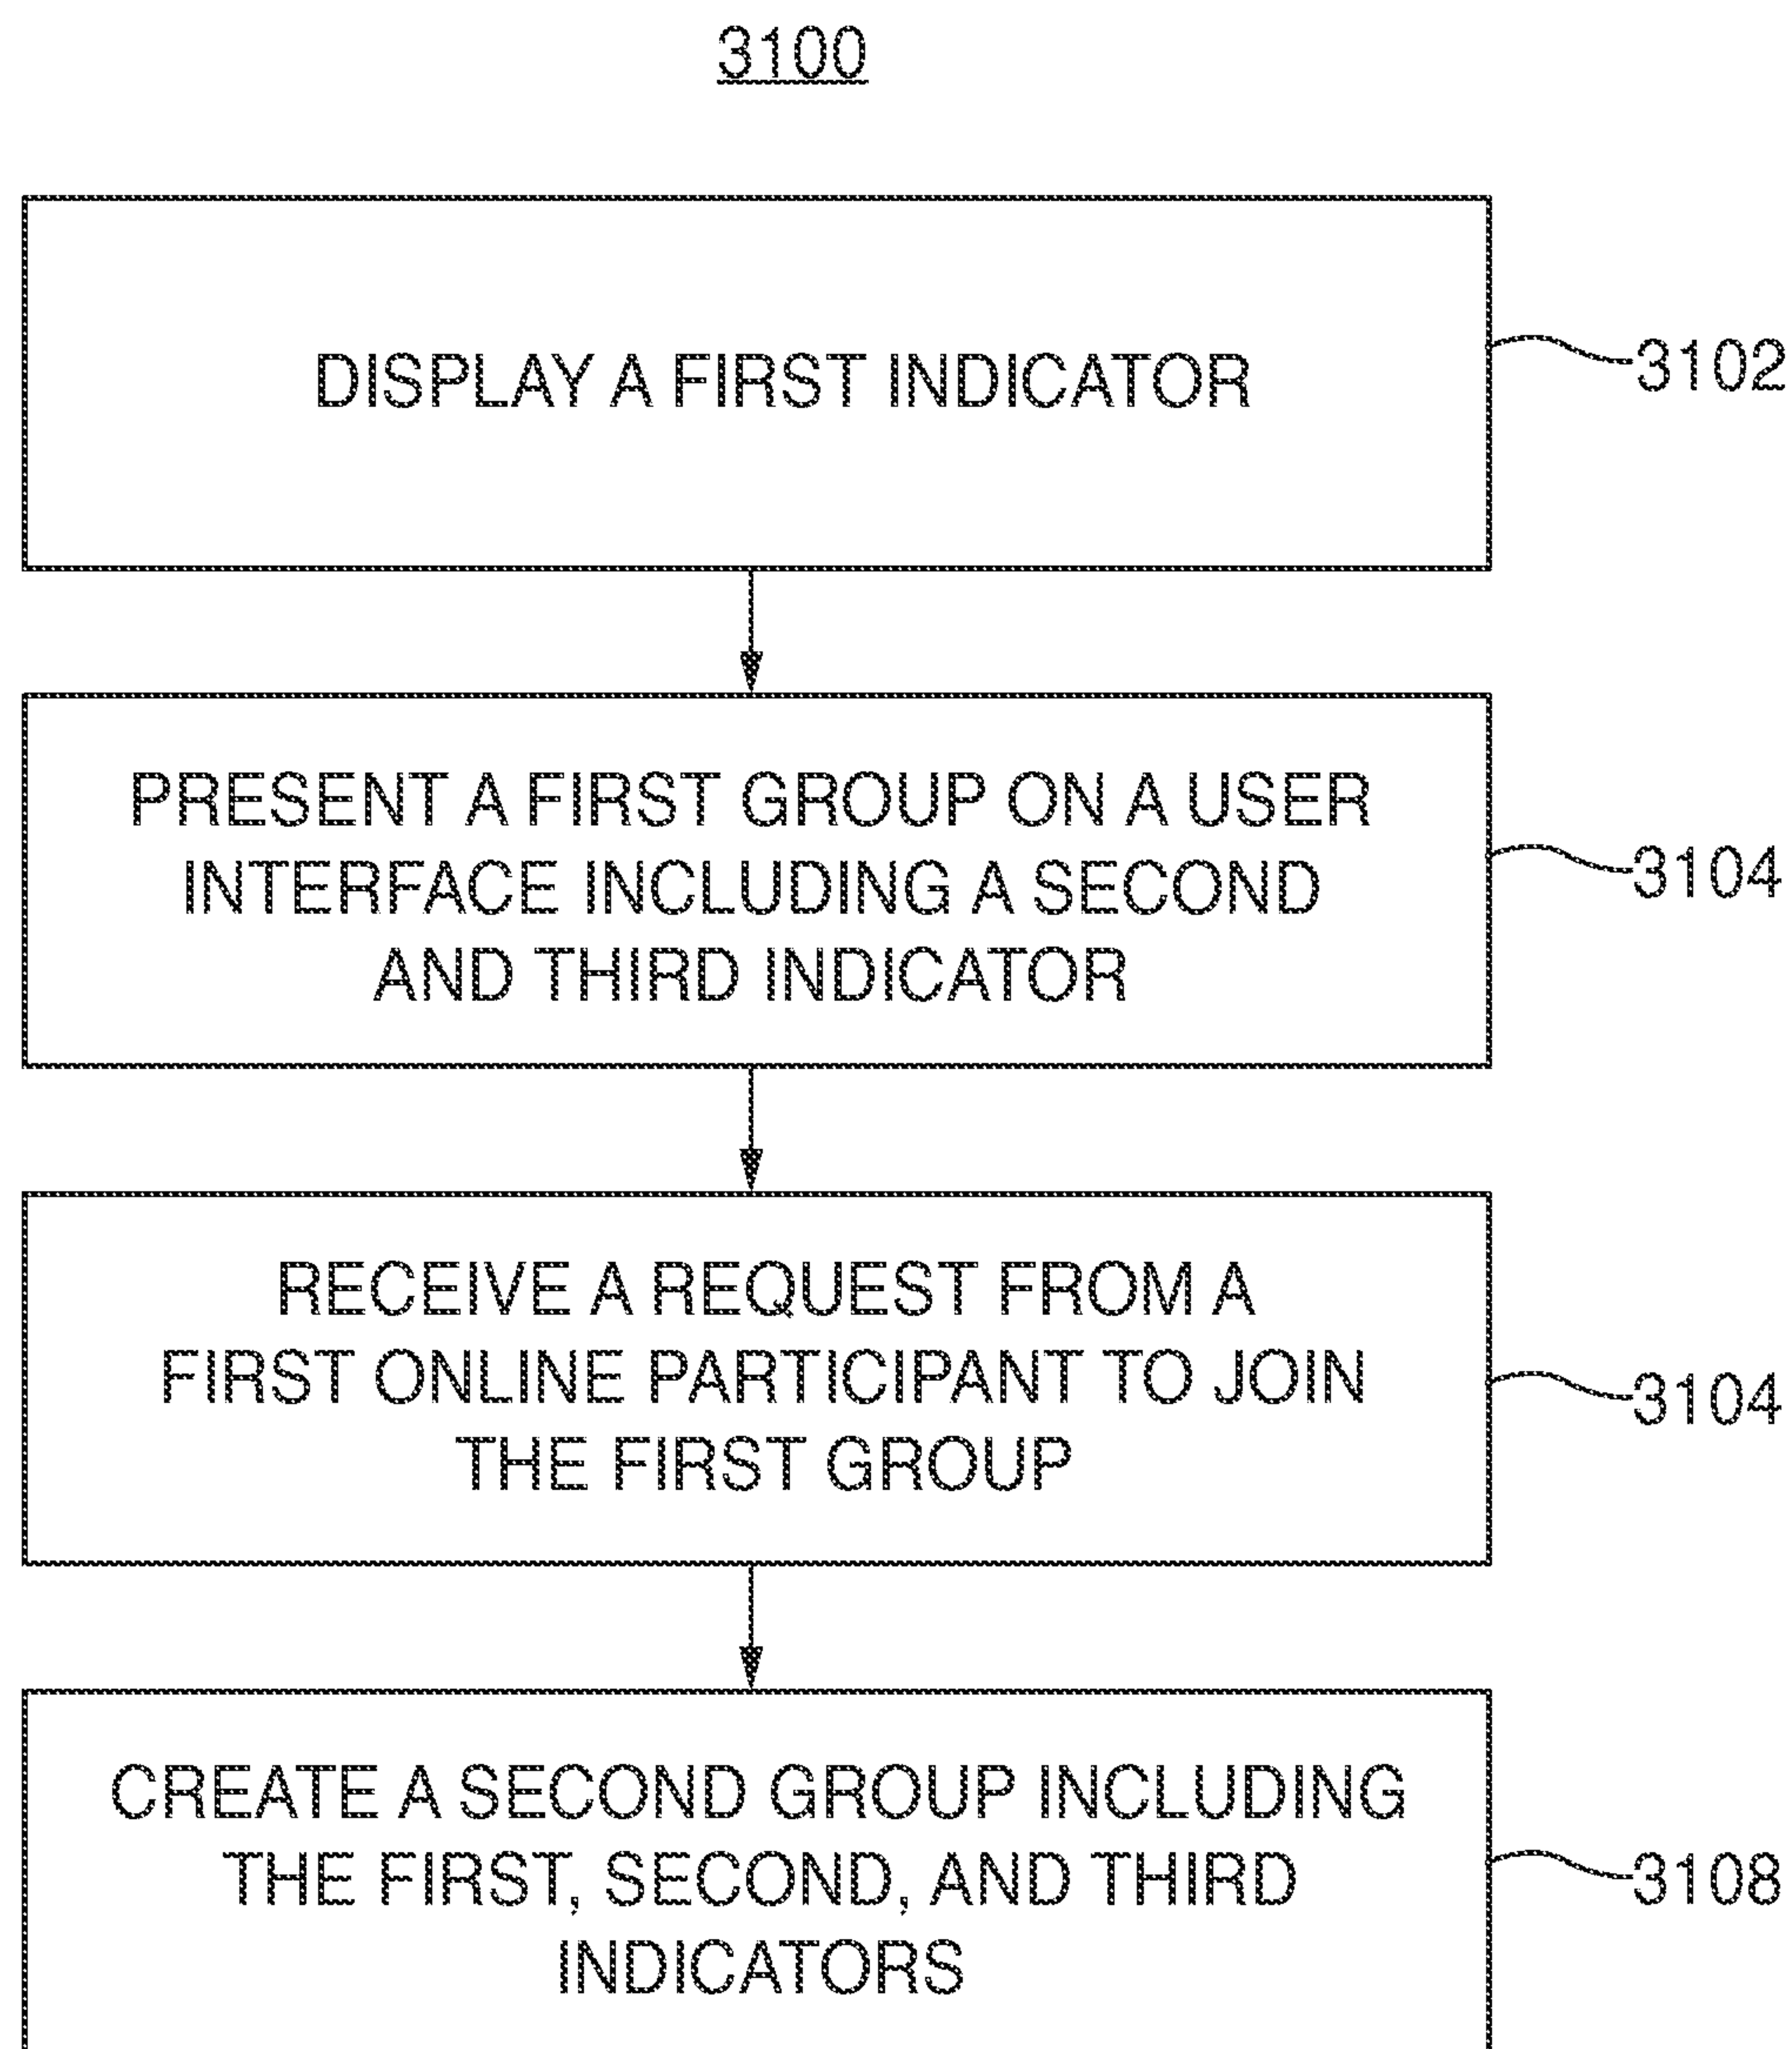 3100
DISPLAY A FIRST INDICATOR
3102
PRESENT A FIRST GROUP ON A USER
INTERFACE INCLUDING A SECOND
AND THIRD INDICATOR
3104
RECEIVE A REQUEST FROM A
FIRST ONLINE PARTICIPANT TO JOIN
THE FIRST GROUP
3104
CREATE A SECOND GROUP INCLUDING
THE FIRST, SECOND, AND THIRD
INDICATORS
3108